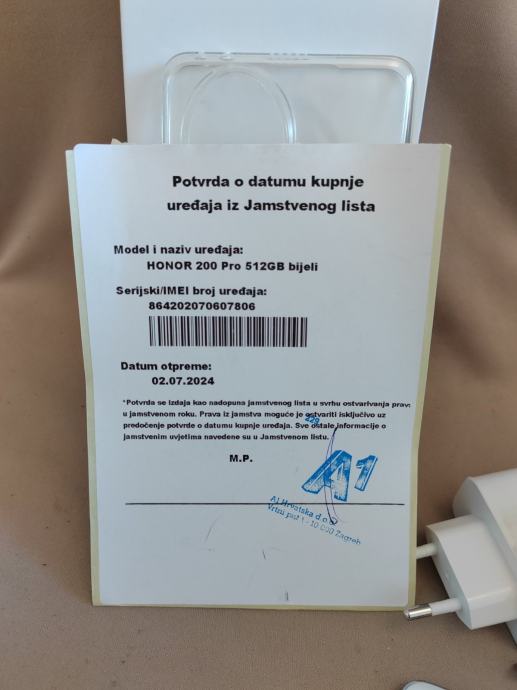 Potvrda o datumu kupnje
uređaja iz Jamstvenog lista
Model i naziv uređaja:
HONOR 200 Pro 512GB bijeli
Serijski/IMEI broj uređaja:
864202070607806
Datum otpreme:
02.07.2024
*Potvrda se izdaja kao nadopuna jamstvenog lista u svrhu ostvarivanja prava
u jamstvenom roku. Prava iz jamstva moguće je ostvariti isključivo uz
predočenje potvrde o datumu kupnje uređaja. Sve ostale informacije o
jamstvenim uvjetima navedene su u Jamstvenom listu.
229
M.P.
A1
A1 Hrvatska d.o.o.
Vrtni put 1 - 10 000 Zagreb